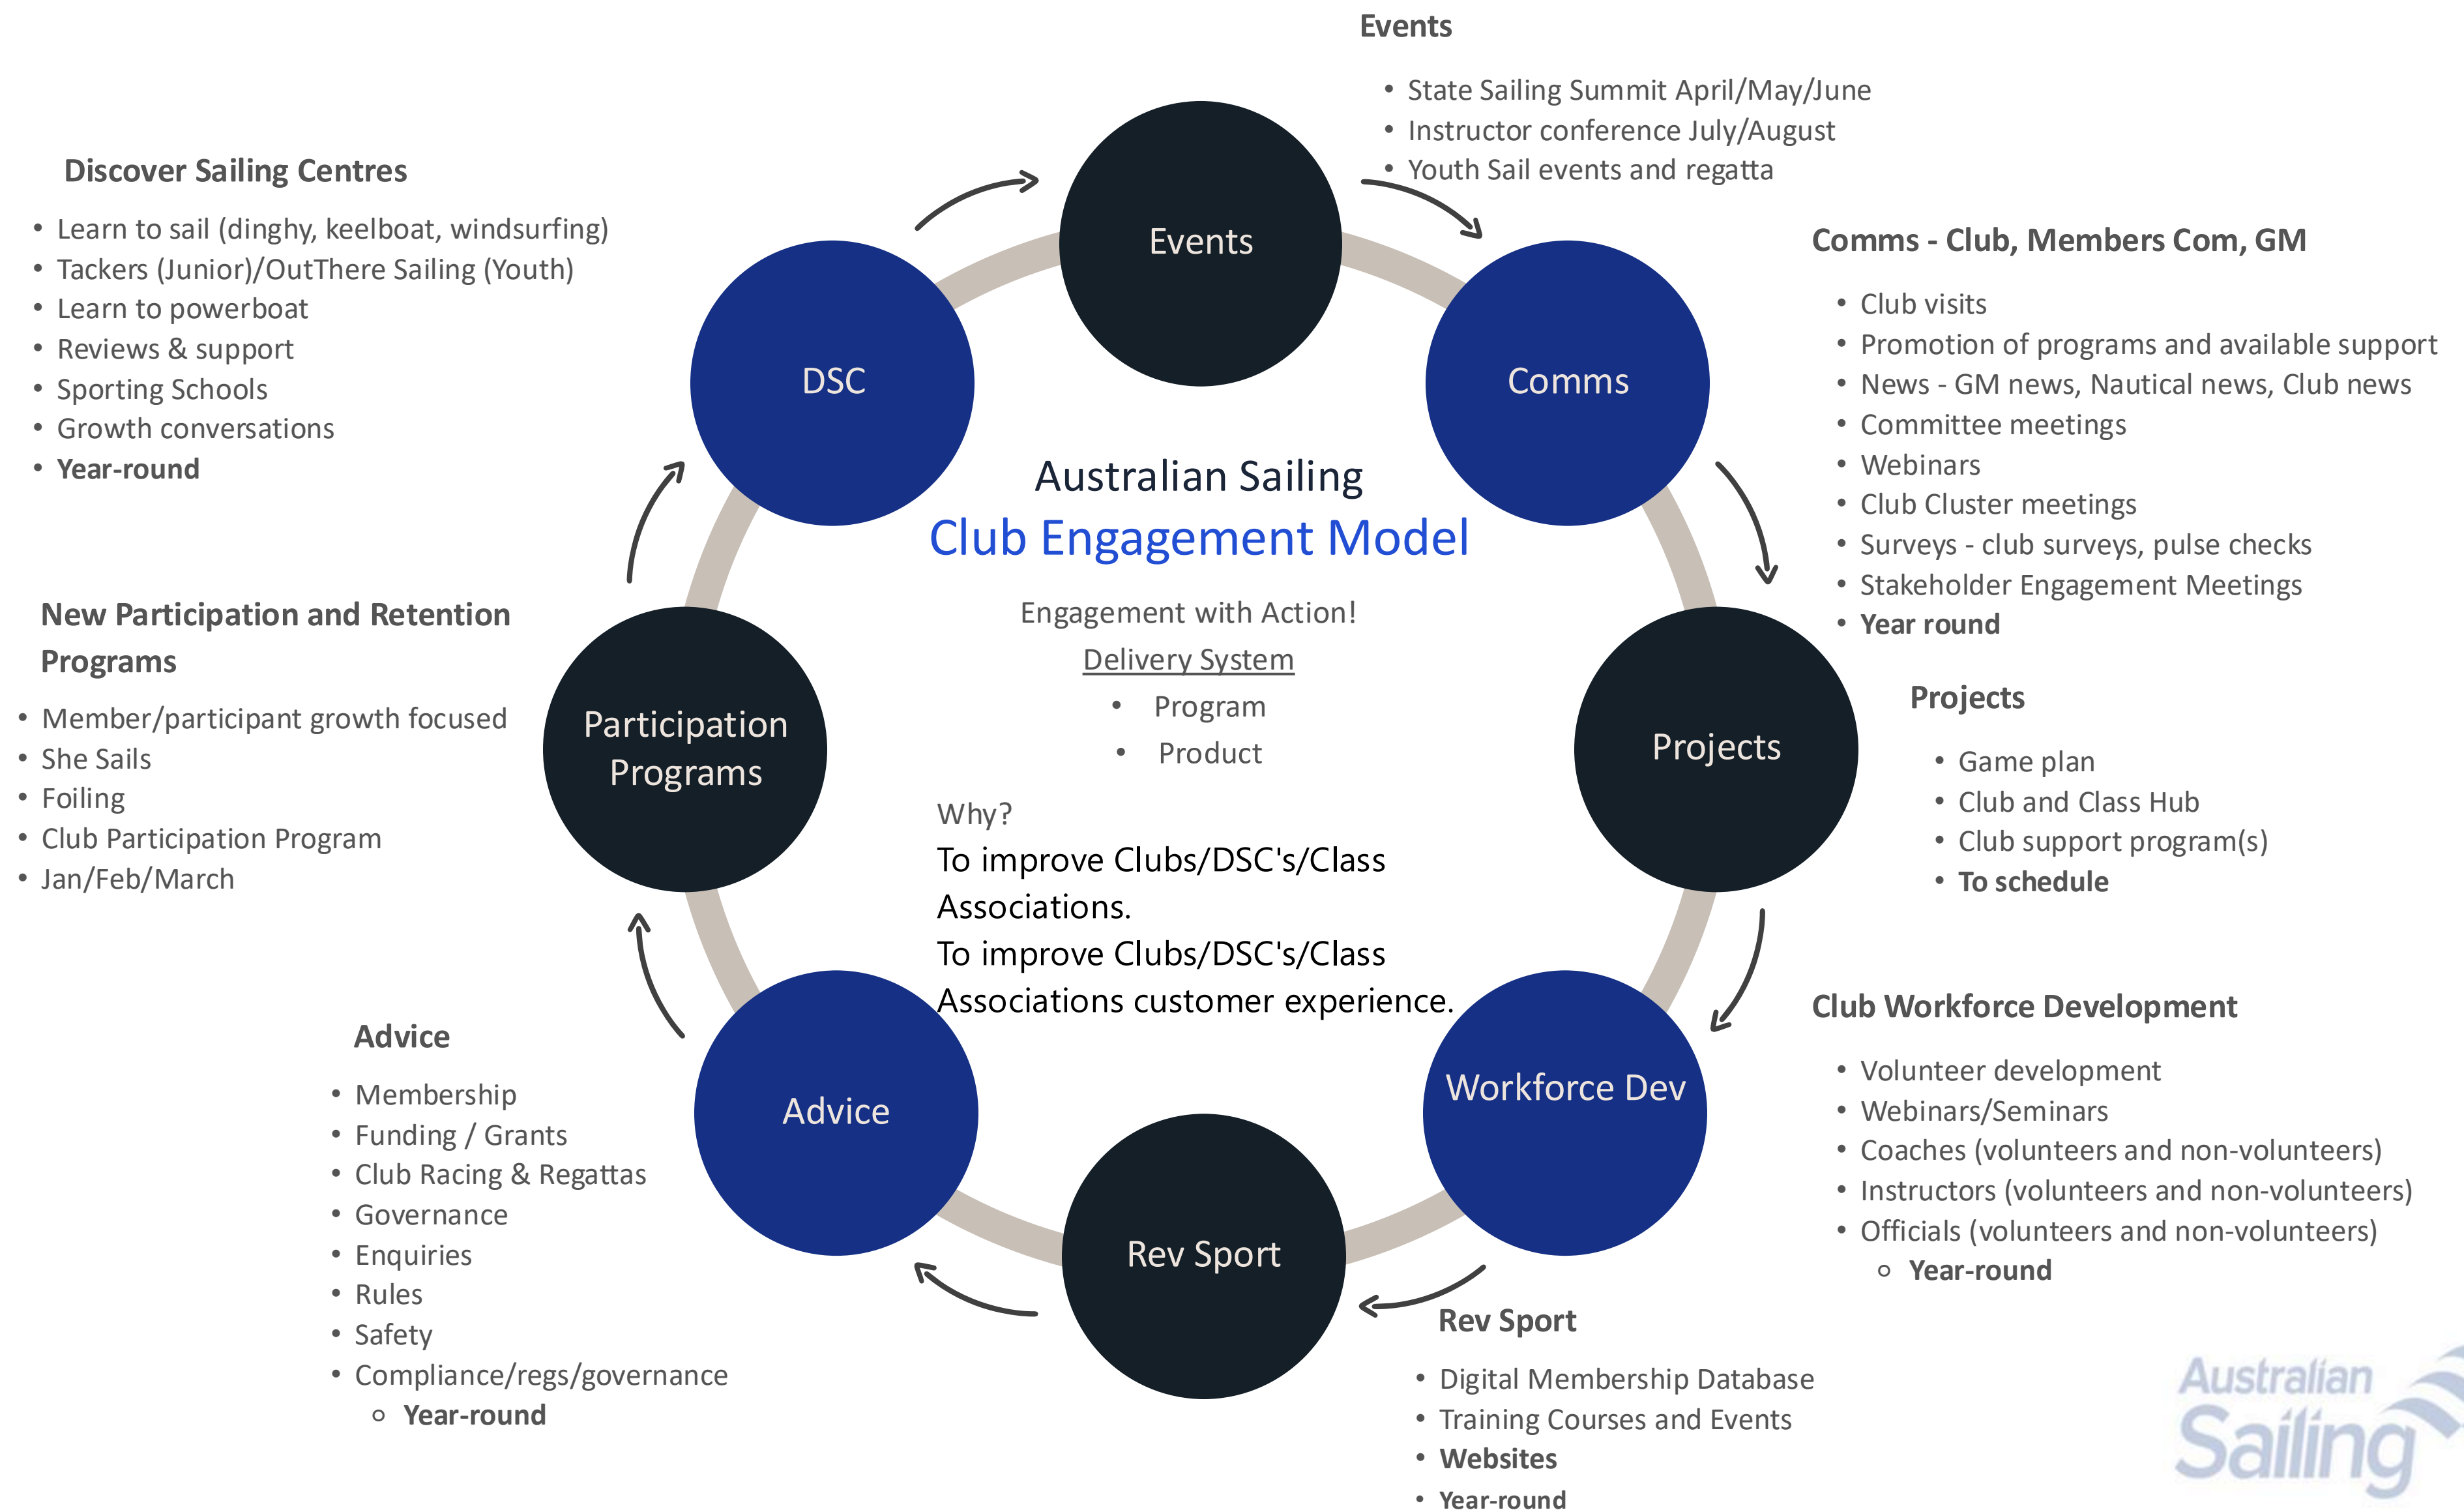 Events
• State Sailing Summit April/May/June
• Instructor conference July/August
• Youth Sail events and regatta
Discover Sailing Centres
• Learn to sail (dinghy, keelboat, windsurfing)
• Tackers (Junior)/OutThere Sailing (Youth)
• Learn to powerboat
• Reviews & support
• Sporting Schools
• Growth conversations
• Year-round
Comms - Club, Members Com, GM
• Club visits
• Promotion of programs and available support
• News - GM news, Nautical news, Club news
• Committee meetings
• Webinars
• Club Cluster meetings
• Surveys - club surveys, pulse checks
• Stakeholder Engagement Meetings
• Year round
Events
DSC
Comms
Australian Sailing
Club Engagement Model
Engagement with Action!
Delivery System
• Program
• Product
Why?
To improve Clubs/DSC's/Class
Associations.
To improve Clubs/DSC's/Class
Associations customer experience.
New Participation and Retention
Programs
• Member/participant growth focused
• She Sails
• Foiling
• Club Participation Program
• Jan/Feb/March
Participation
Programs
Projects
Projects
• Game plan
• Club and Class Hub
• Club support program(s)
• To schedule
Advice
• Membership
• Funding / Grants
• Club Racing & Regattas
• Governance
• Enquiries
• Rules
• Safety
• Compliance/regs/governance
○ Year-round
Advice
Workforce Dev
Rev Sport
Club Workforce Development
• Volunteer development
• Webinars/Seminars
• Coaches (volunteers and non-volunteers)
• Instructors (volunteers and non-volunteers)
• Officials (volunteers and non-volunteers)
○ Year-round
Rev Sport
• Digital Membership Database
• Training Courses and Events
• Websites
• Year-round
Australian
Sailing